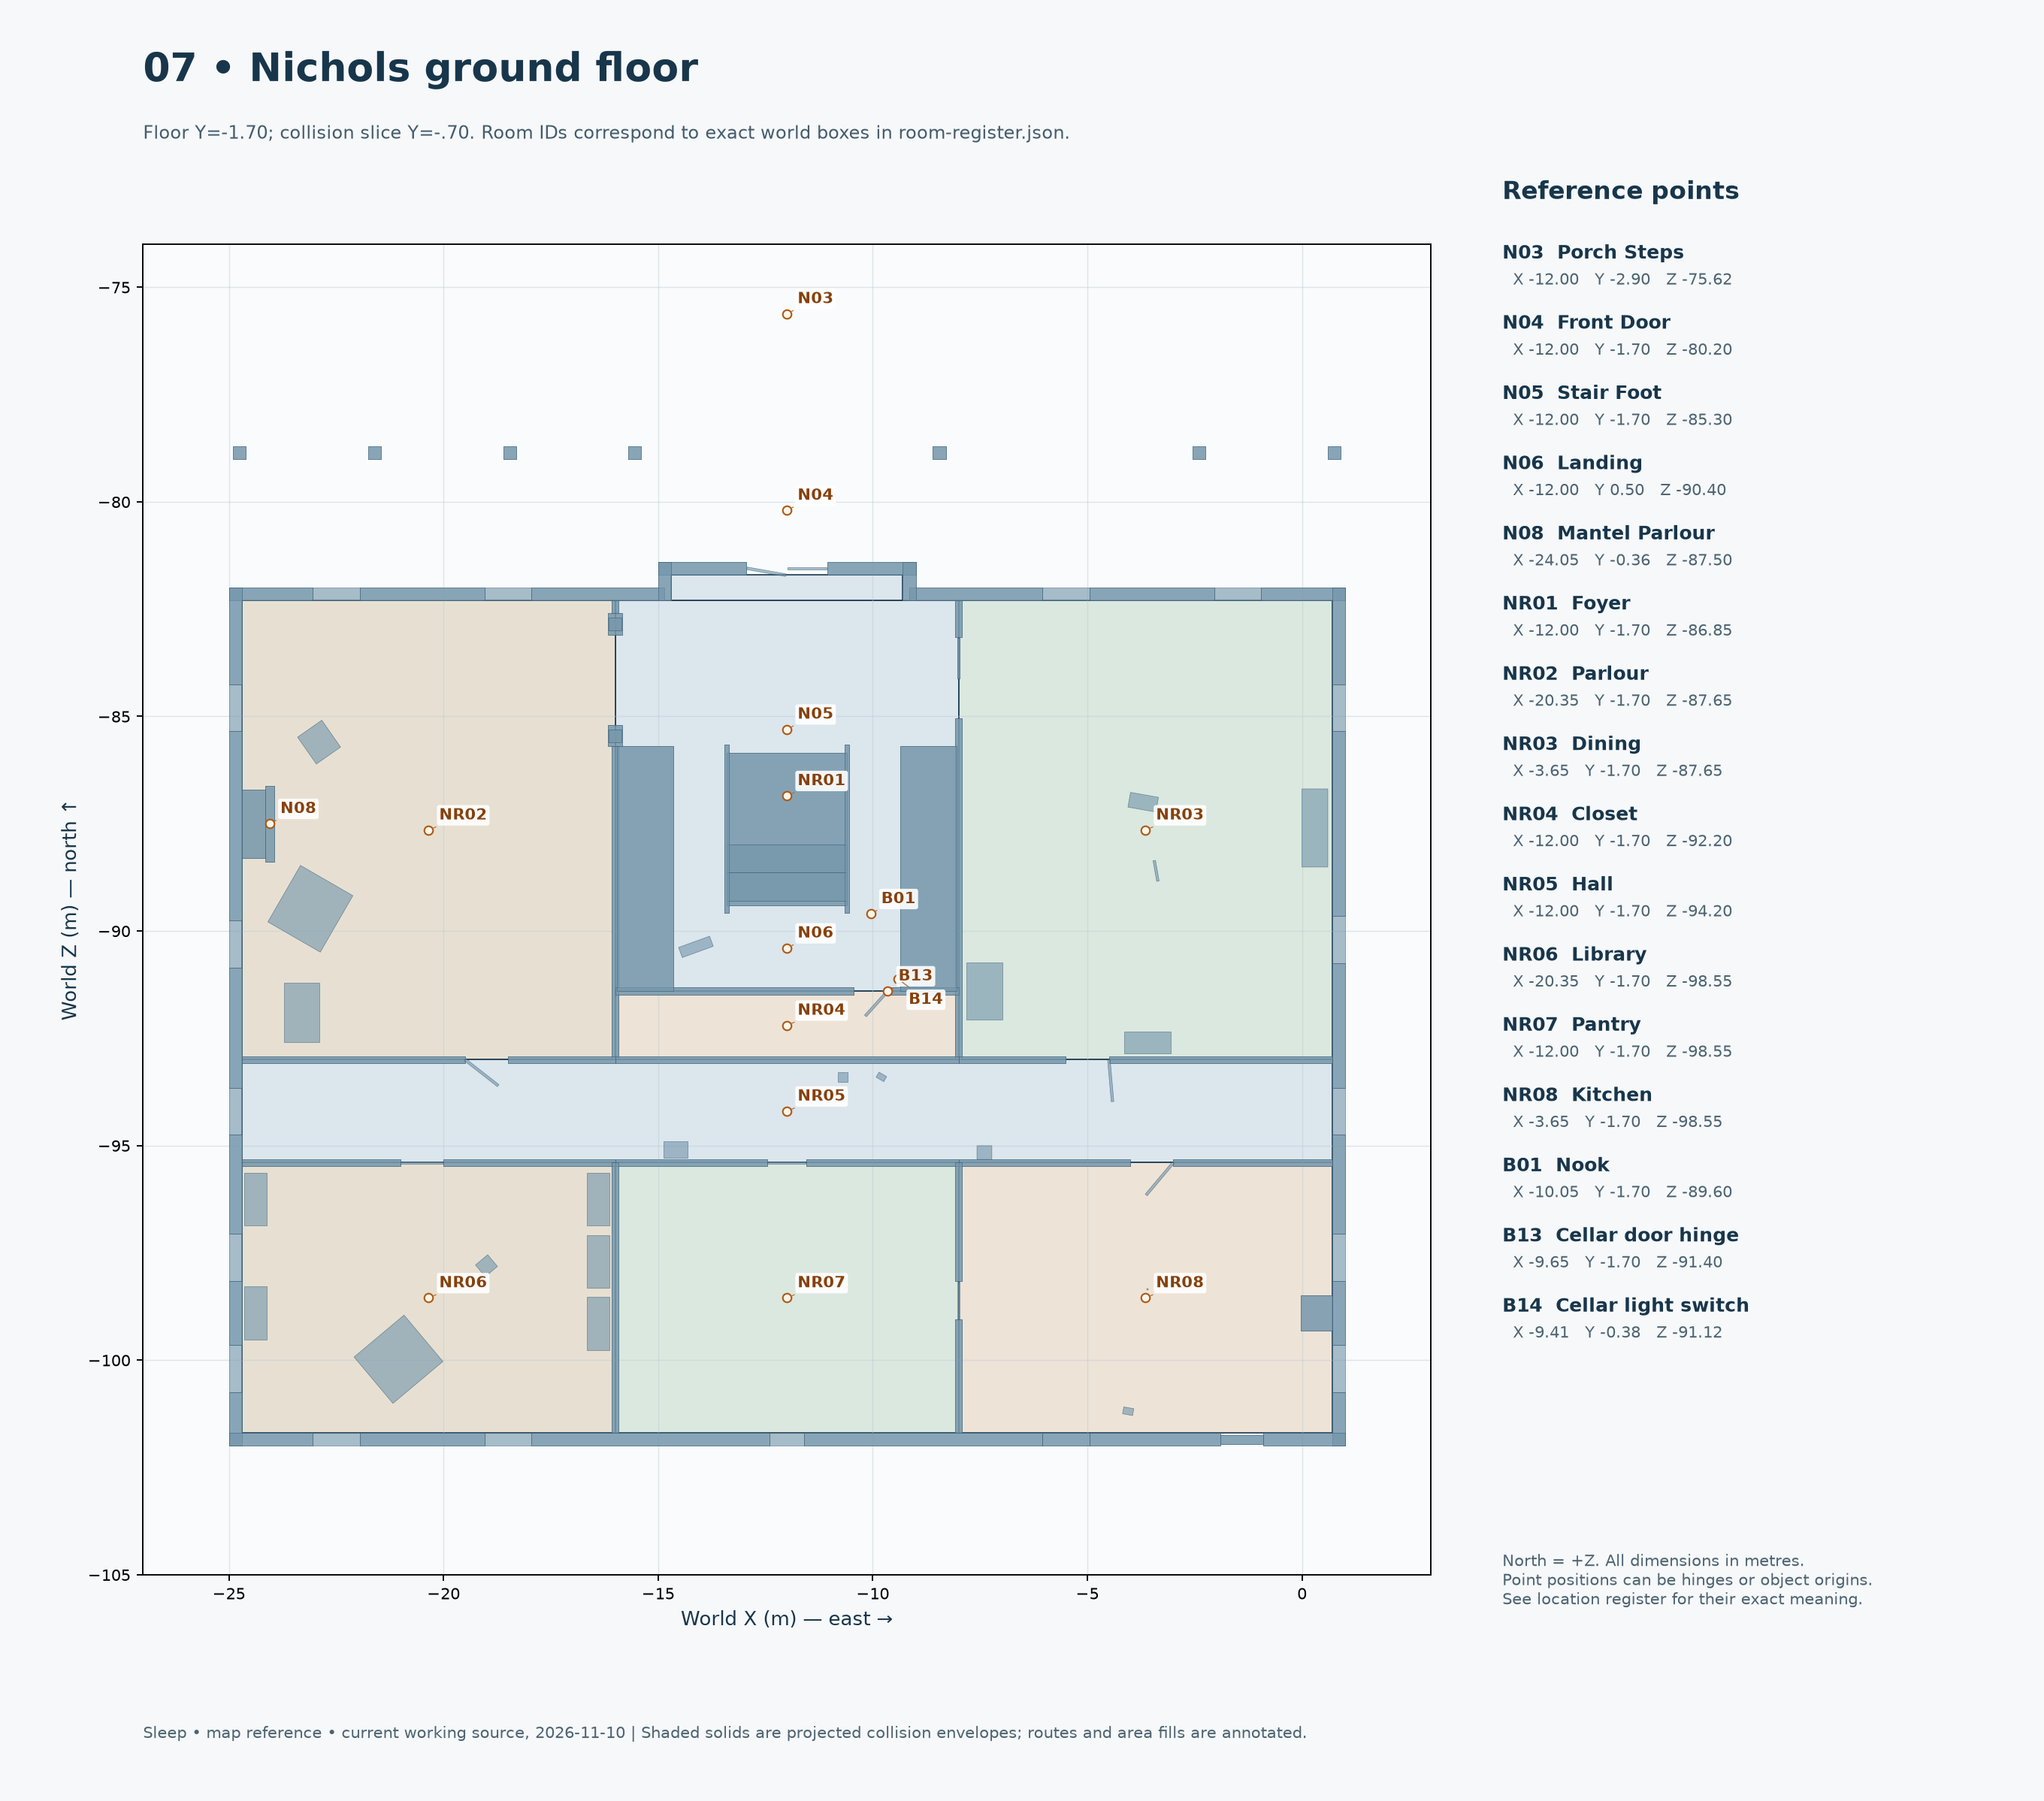 07 • Nichols ground floor
Floor Y=-1.70; collision slice Y=-.70. Room IDs correspond to exact world boxes in room-register.json.
Reference points
N03 Porch Steps
X -12.00 Y -2.90 Z -75.62
N04 Front Door
X -12.00 Y -1.70 Z -80.20
N05 Stair Foot
X -12.00 Y -1.70 Z -85.30
N06 Landing
X -12.00 Y 0.50 Z -90.40
N08 Mantel Parlour
X -24.05 Y -0.36 Z -87.50
NR01 Foyer
X -12.00 Y -1.70 Z -86.85
NR02 Parlour
X -20.35 Y -1.70 Z -87.65
NR03 Dining
X -3.65 Y -1.70 Z -87.65
NR04 Closet
X -12.00 Y -1.70 Z -92.20
NR05 Hall
X -12.00 Y -1.70 Z -94.20
NR06 Library
X -20.35 Y -1.70 Z -98.55
NR07 Pantry
X -12.00 Y -1.70 Z -98.55
NR08 Kitchen
X -3.65 Y -1.70 Z -98.55
B01 Nook
X -10.05 Y -1.70 Z -89.60
B13 Cellar door hinge
X -9.65 Y -1.70 Z -91.40
B14 Cellar light switch
X -9.41 Y -0.38 Z -91.12
North = +Z. All dimensions in metres.
Point positions can be hinges or object origins.
See location register for their exact meaning.
World Z (m) — north →
−75
−80
−85
−90
−95
−100
−105
N03
N04
N05
NR01
N08
NR02
NR03
B01
N06
B13
B14
NR04
NR05
NR06
NR07
NR08
−25
−20
−15
−10
−5
0
World X (m) — east →
Sleep • map reference • current working source, 2026-11-10 | Shaded solids are projected collision envelopes; routes and area fills are annotated.